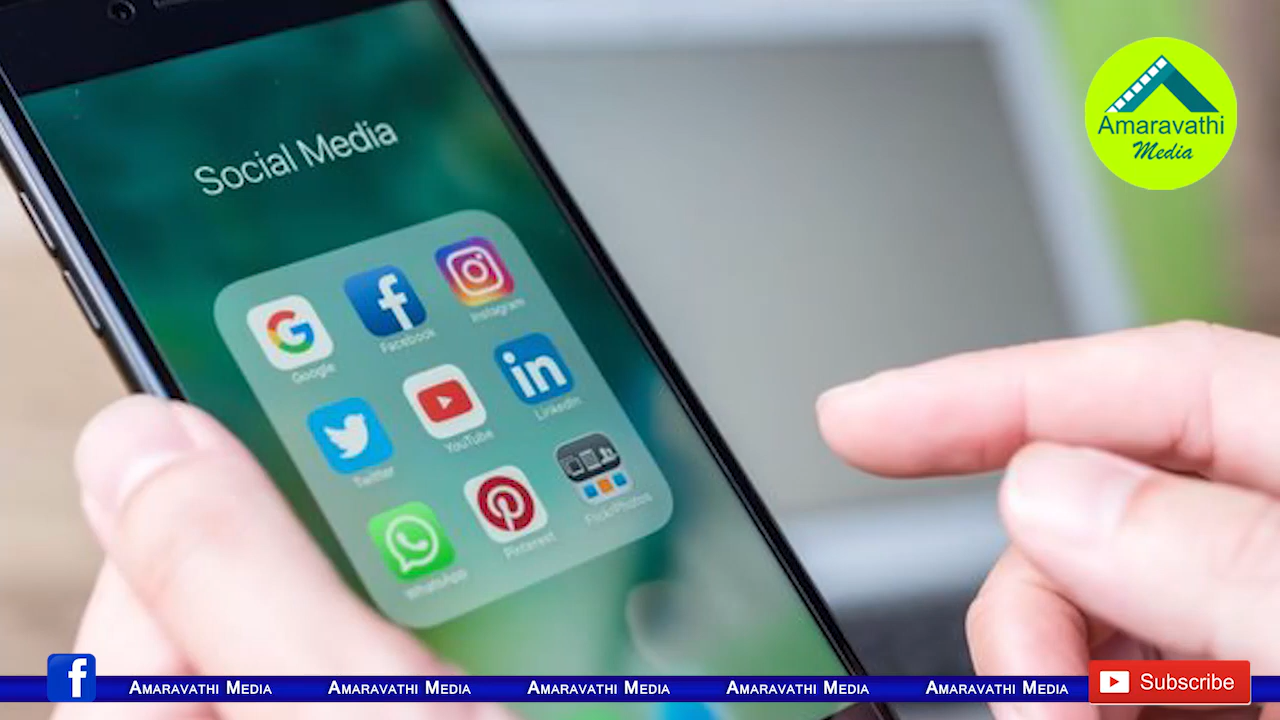 Social Media
Google
Facebook
Instagram
Twitter
YouTube
LinkedIn
WhatsApp
Pinterest
FlickrPhotos
Amaravathi
Media
AMARAVATHI MEDIA AMARAVATHI MEDIA AMARAVATHI MEDIA AMARAVATHI MEDIA AMARAVATHI MEDIA
Subscribe